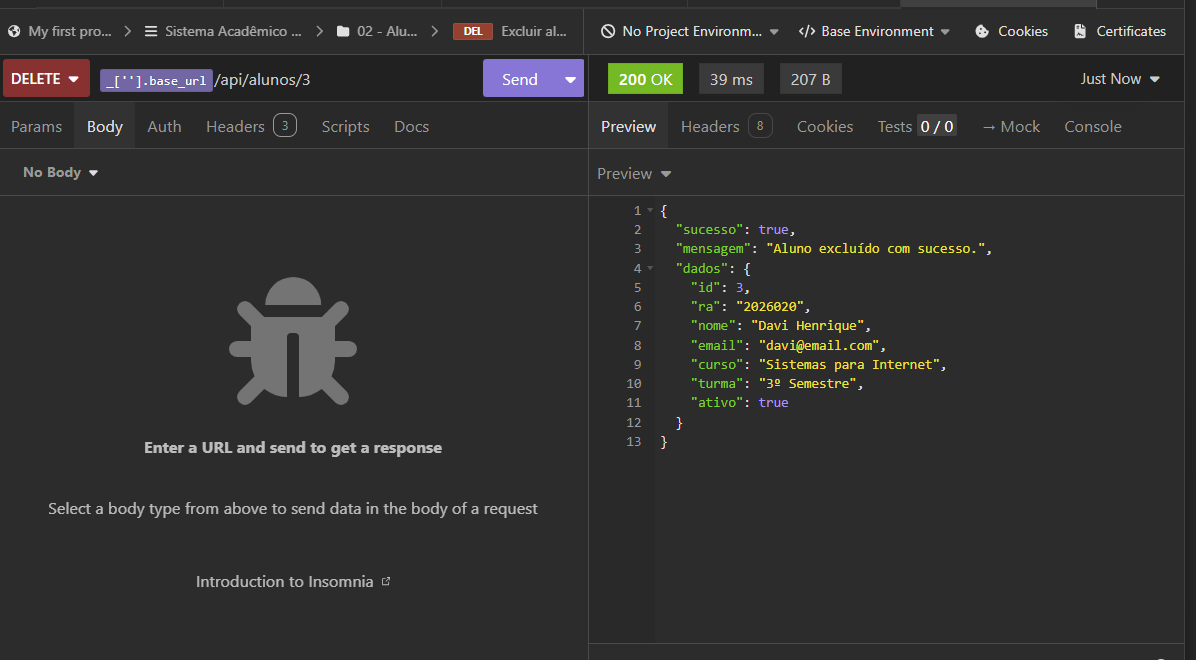 My first pro... > Sistema Acadêmico ... > 02 - Alu... > DEL Excluir al...
No Project Environm... </> Base Environment Cookies Certificates
DELETE _[''].base_url/api/alunos/3 Send
200 OK 39 ms 207 B Just Now
Params Body Auth Headers 3 Scripts Docs
Preview Headers 8 Cookies Tests 0 / 0 → Mock Console
No Body
Preview
Enter a URL and send to get a response
Select a body type from above to send data in the body of a request
Introduction to Insomnia
1 {
2 "sucesso": true,
3 "mensagem": "Aluno excluído com sucesso.",
4 "dados": {
5 "id": 3,
6 "ra": "2026020",
7 "nome": "Davi Henrique",
8 "email": "davi@email.com",
9 "curso": "Sistemas para Internet",
10 "turma": "3º Semestre",
11 "ativo": true
12 }
13 }